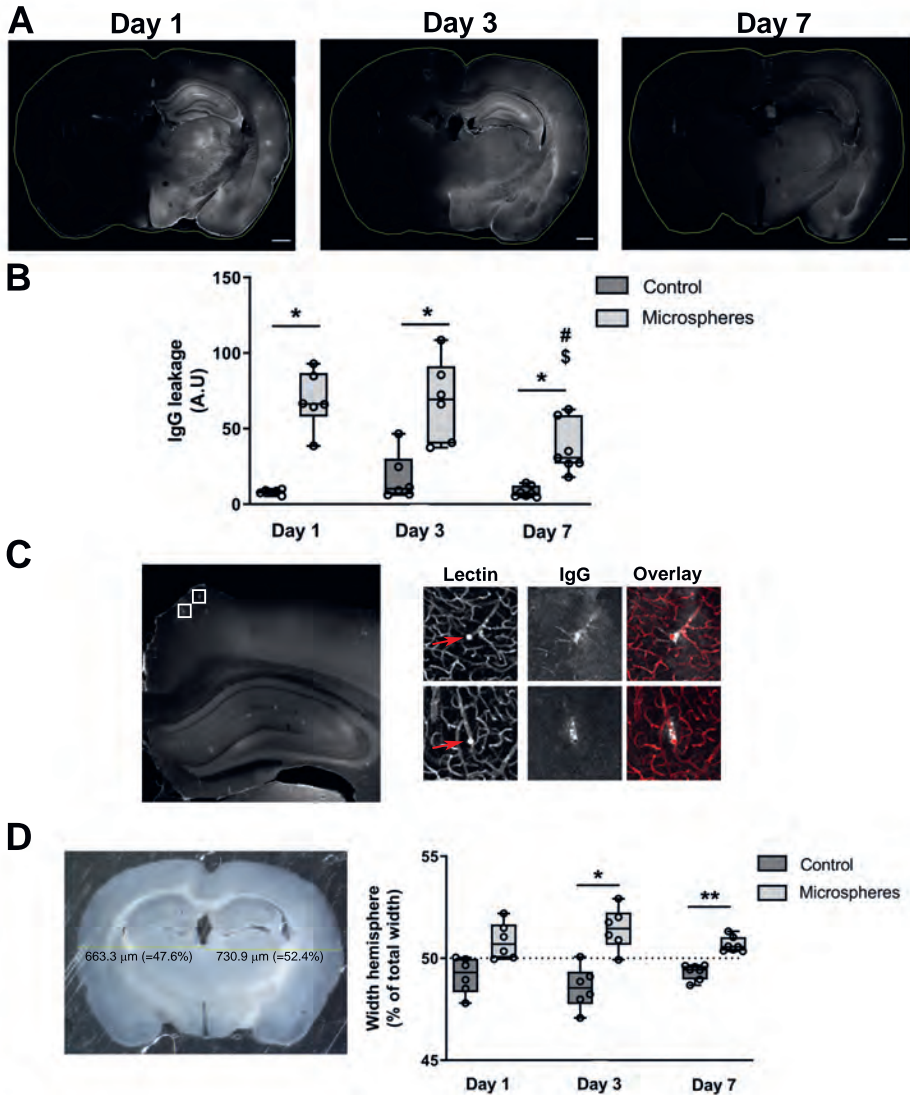 A
Day 1 Day 3 Day 7
B
150
100
50
0
IgG leakage
(A.U)
* * *
#
$
Control
Microspheres
Day 1 Day 3 Day 7
C
Lectin IgG Overlay
D
663.3 µm (=47.6%) 730.9 µm (=52.4%)
55
50
45
Width hemisphere
(% of total width)
* **
Control
Microspheres
Day 1 Day 3 Day 7